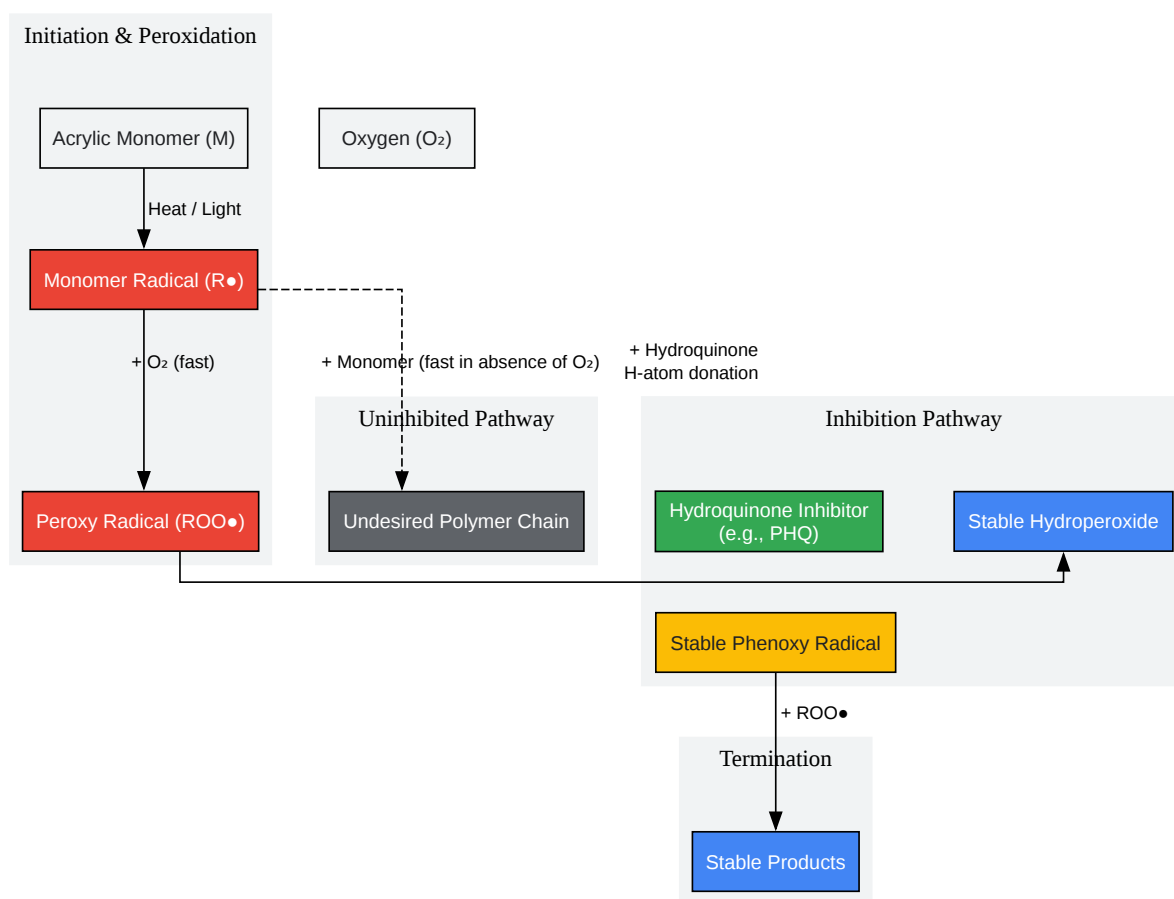 Initiation & Peroxidation
Acrylic Monomer (M)
Oxygen (O₂)
Heat / Light
Monomer Radical (R●)
+ O₂ (fast)
+ Monomer (fast in absence of O₂)
+ Hydroquinone
H-atom donation
Uninhibited Pathway
Inhibition Pathway
Peroxy Radical (ROO●)
Undesired Polymer Chain
Hydroquinone Inhibitor
(e.g., PHQ)
Stable Hydroperoxide
Stable Phenoxy Radical
+ ROO●
Termination
Stable Products